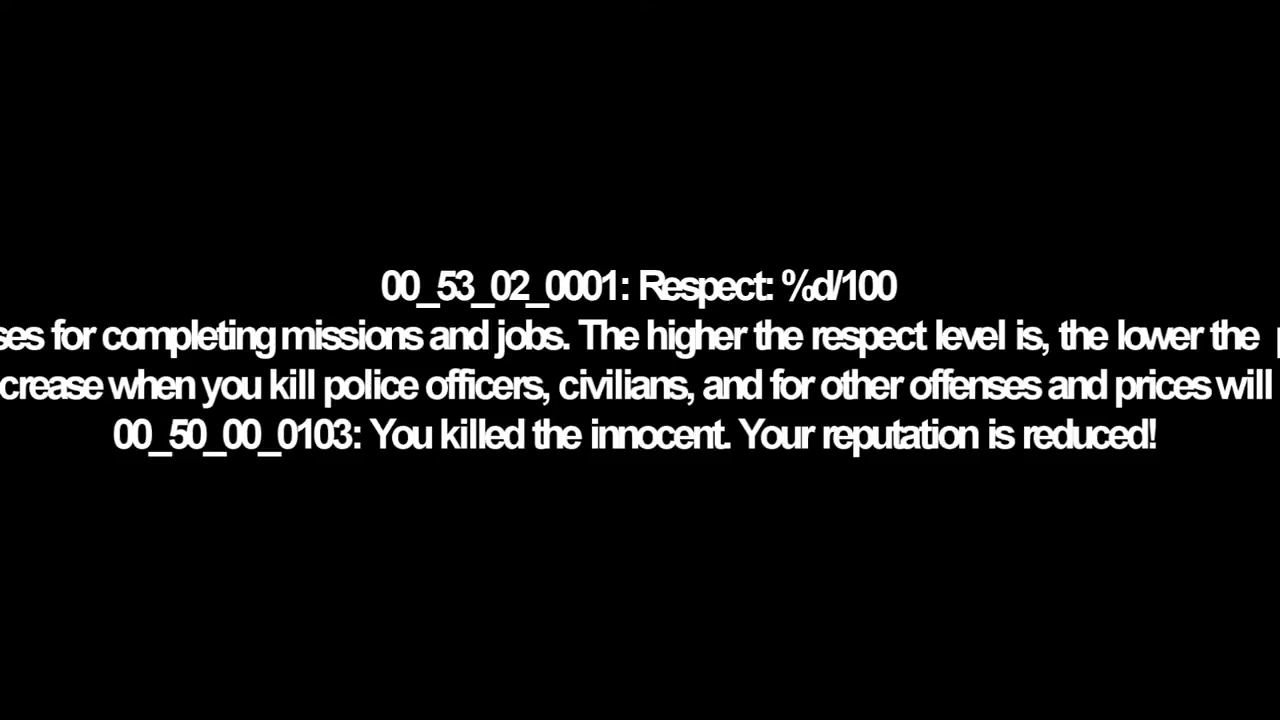 00_53_02_0001: Respect: %d/100
ses for completing missions and jobs. The higher the respect level is, the lower the
crease when you kill police officers, civilians, and for other offenses and prices will
00_50_00_0103: You killed the innocent. Your reputation is reduced!